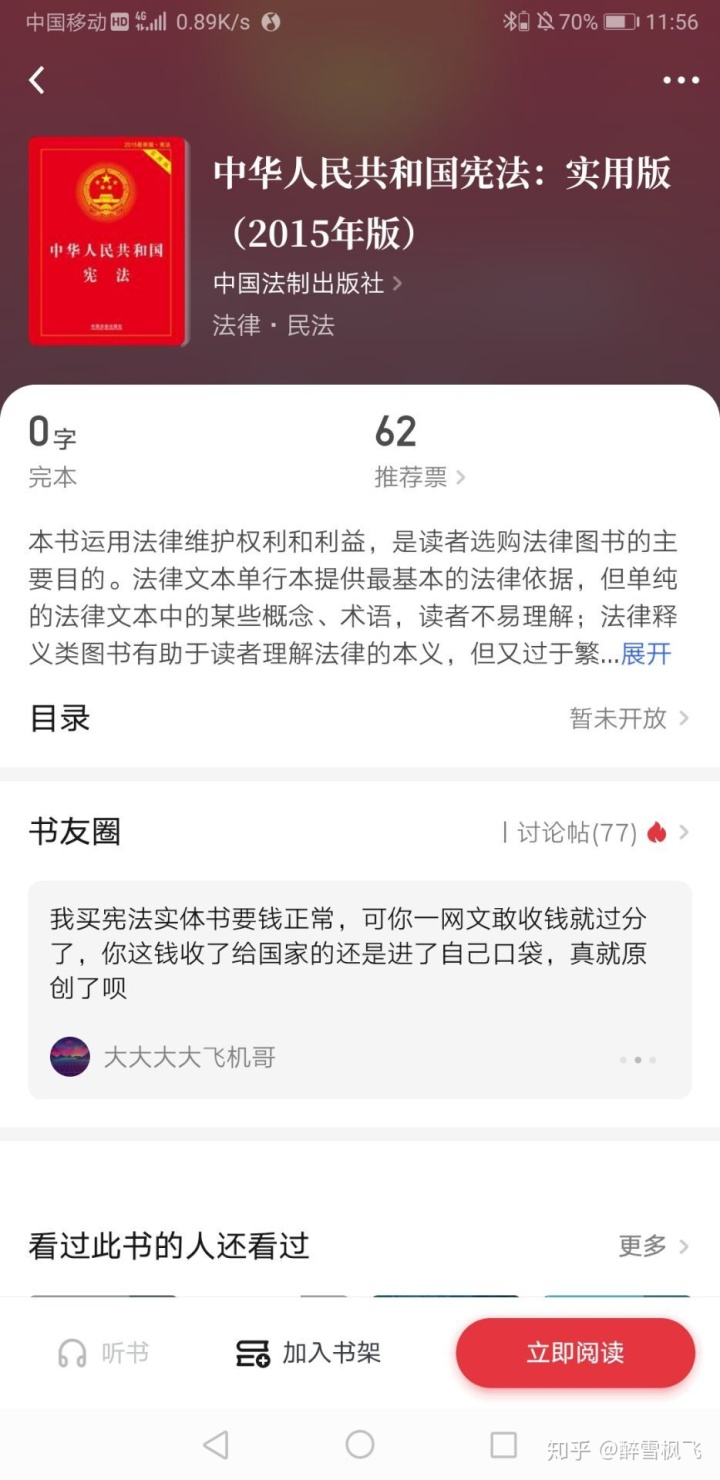 中国移动 HD 4G 0.89K/s 70% 11:56
2015最新版·宪法
实用版
中华人民共和国
宪 法
中国法制出版社
中华人民共和国宪法：实用版
（2015年版）
中国法制出版社
法律·民法
0字
完本
62
推荐票
本书运用法律维护权利和利益，是读者选购法律图书的主
要目的。法律文本单行本提供最基本的法律依据，但单纯
的法律文本中的某些概念、术语，读者不易理解；法律释
义类图书有助于读者理解法律的本义，但又过于繁...展开
目录
暂未开放
书友圈
讨论帖(77)
我买宪法实体书要钱正常，可你一网文敢收钱就过分
了，你这钱收了给国家的还是进了自己口袋，真就原
创了呗
大大大大飞机哥
看过此书的人还看过
更多
听书
加入书架
立即阅读
知乎 @醉雪枫飞